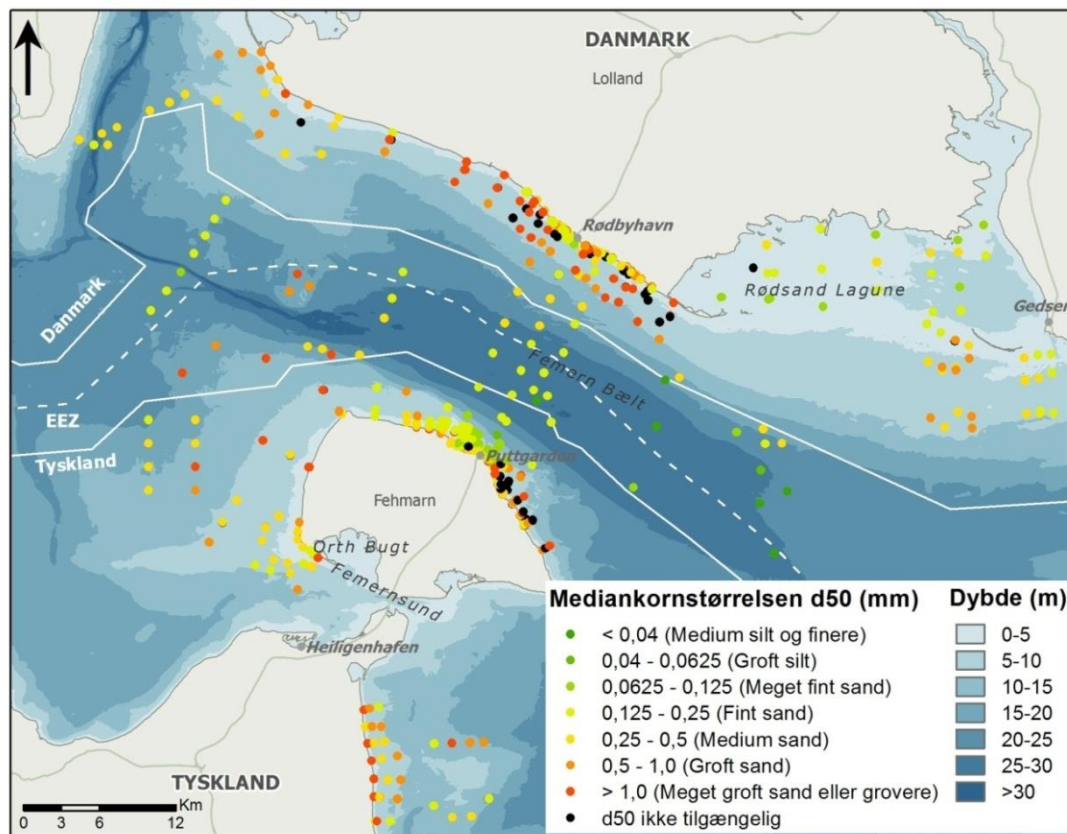 DANMARK
Lolland
Rødbyhavn
Rødsand Lagune
Gedser
Danmark
Femern Bælt
EEZ
Tyskland
Puttgarden
Fehmarn
Orth Bugt
Femernsund
Heiligenhafen
TYSKLAND
Km
0 3 6 12
Mediankornstørrelsen d50 (mm)
< 0,04 (Medium silt og finere)
0,04 - 0,0625 (Groft silt)
0,0625 - 0,125 (Meget fint sand)
0,125 - 0,25 (Fint sand)
0,25 - 0,5 (Medium sand)
0,5 - 1,0 (Groft sand)
> 1,0 (Meget groft sand eller grovere)
d50 ikke tilgængelig
Dybde (m)
0-5
5-10
10-15
15-20
20-25
25-30
>30